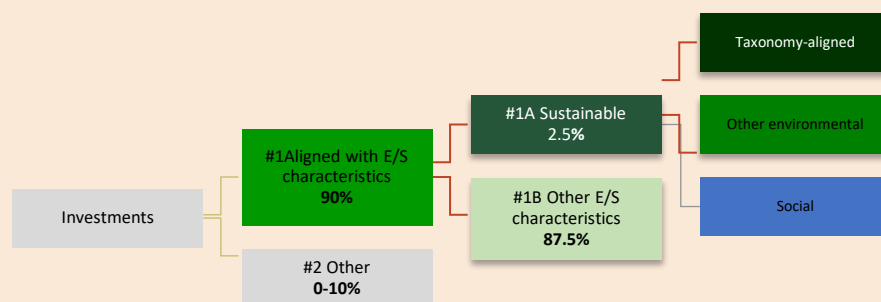 Taxonomy-aligned
#1A Sustainable
2.5%
Other environmental
#1Aligned with E/S
characteristics
90%
#1B Other E/S
characteristics
87.5%
Social
Investments
#2 Other
0-10%